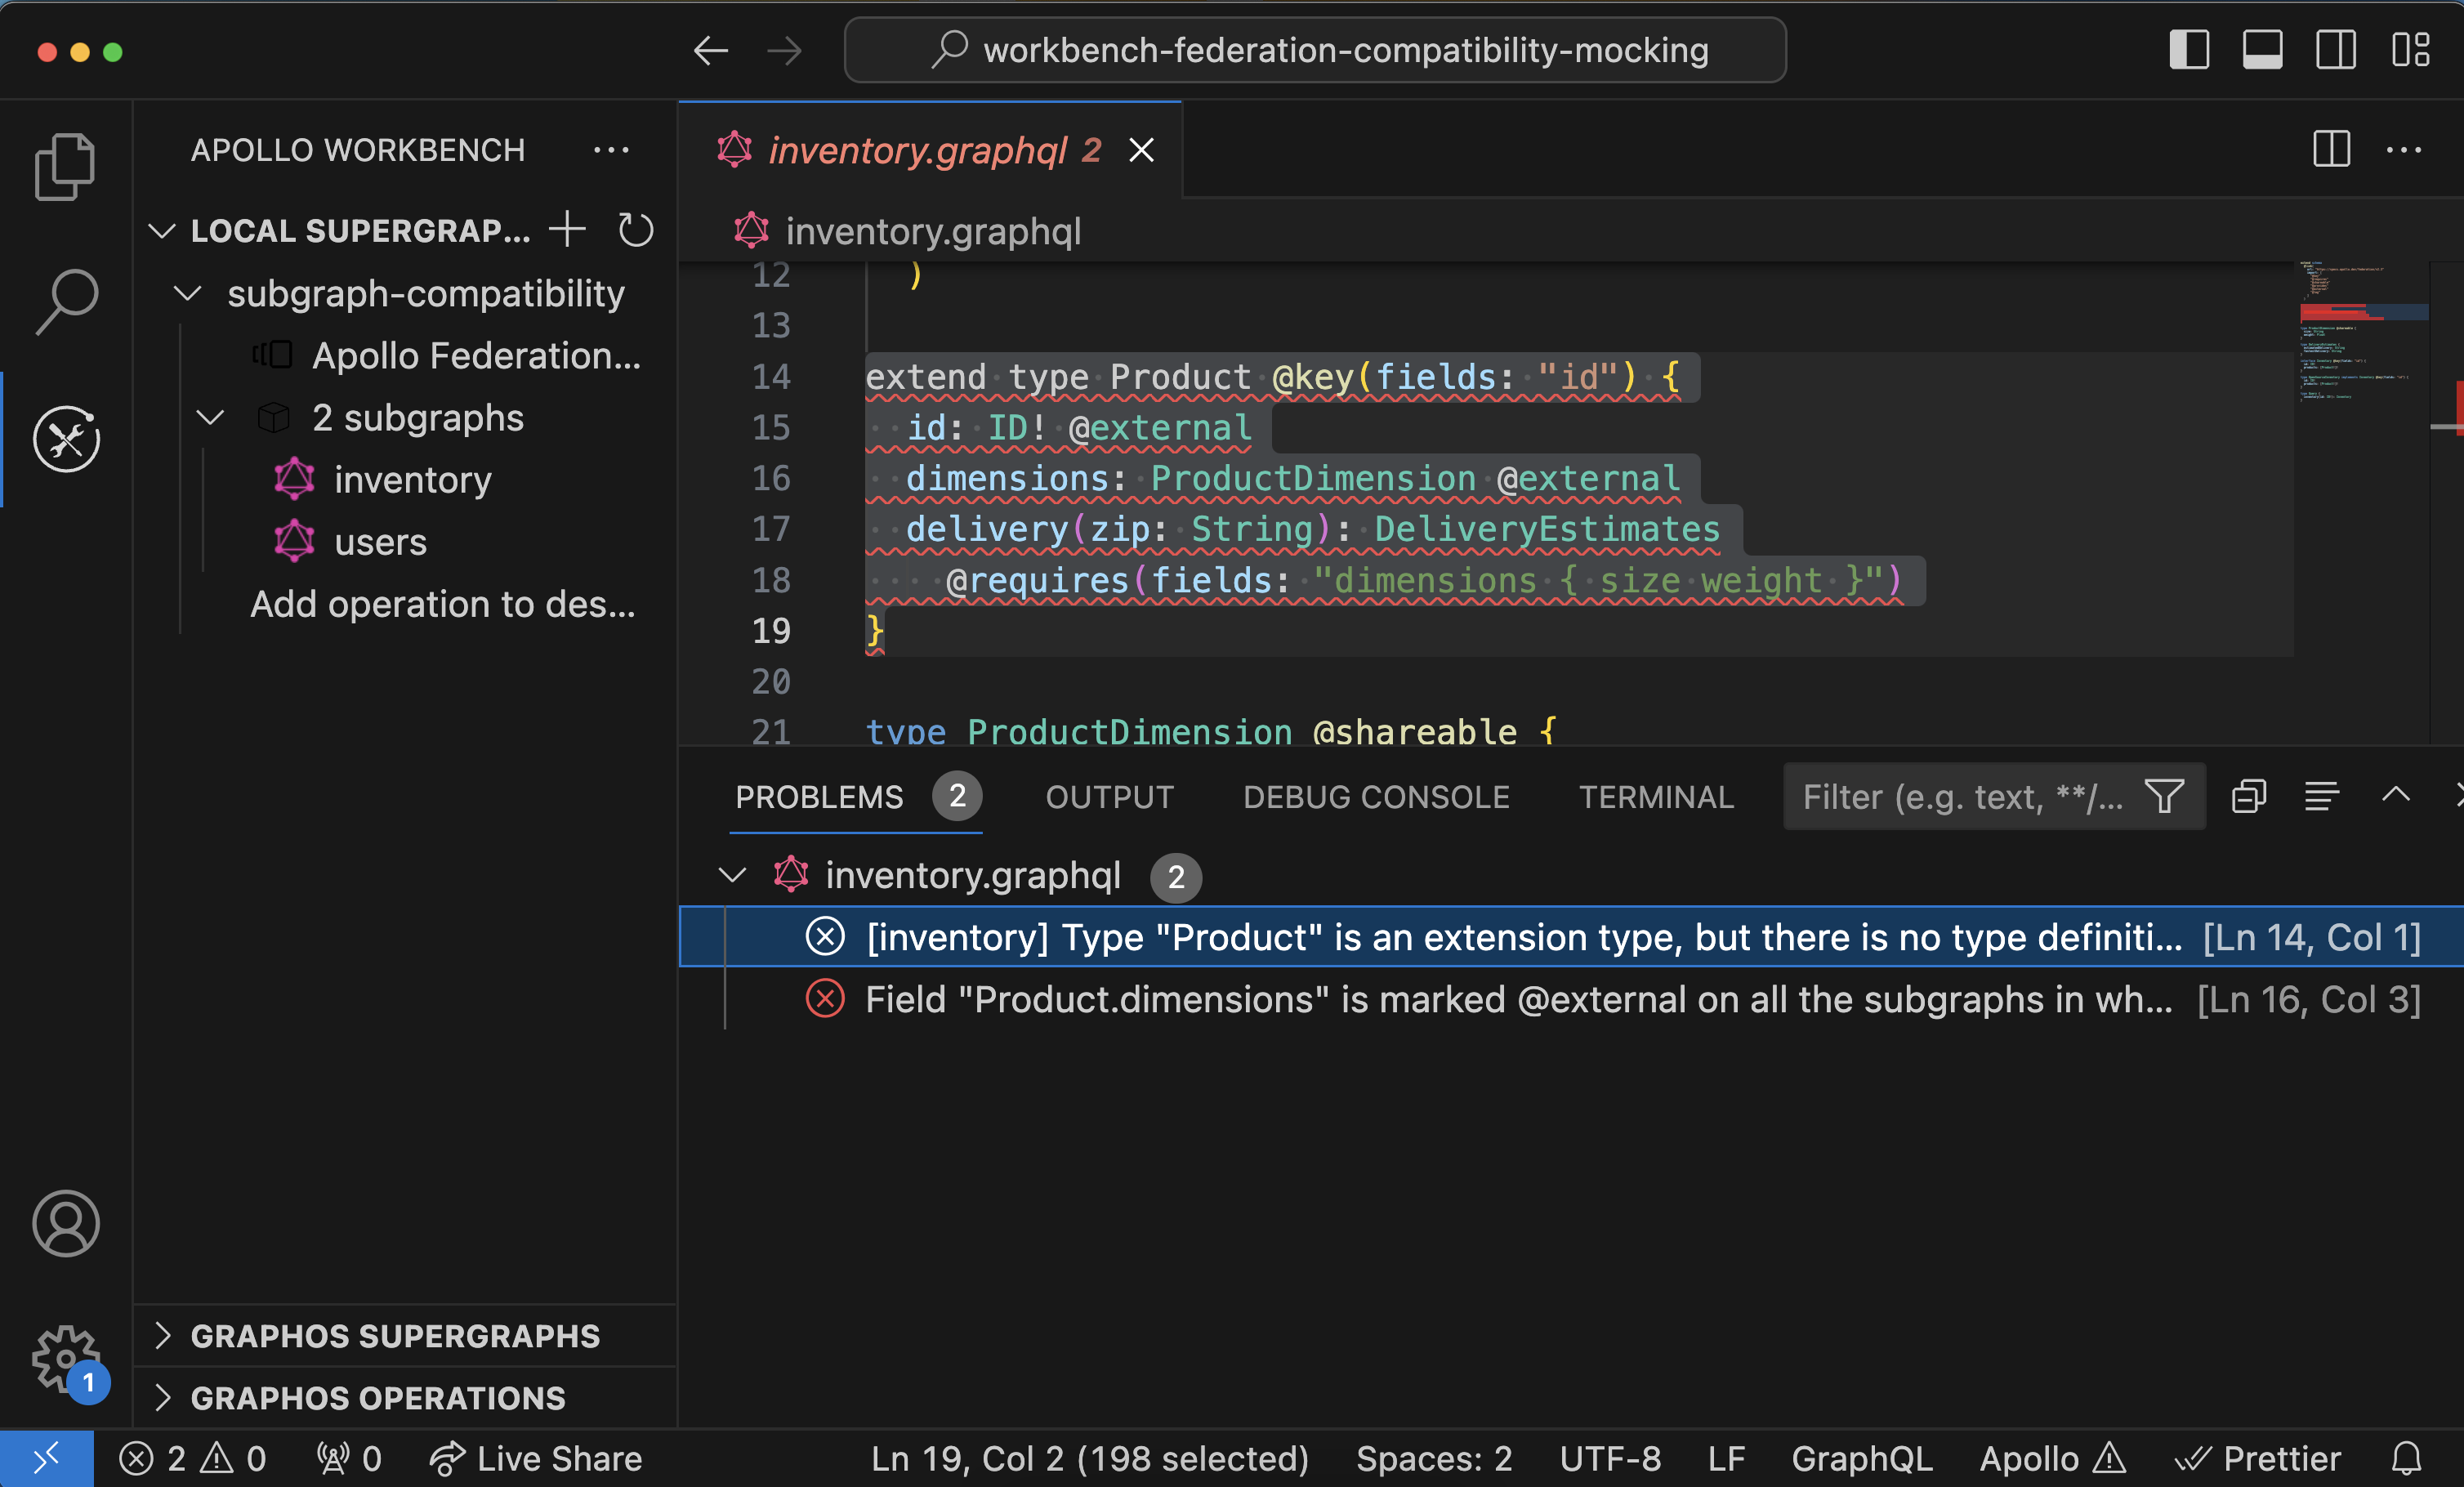 workbench-federation-compatibility-mocking
APOLLO WORKBENCH
LOCAL SUPERGRAP...
subgraph-compatibility
Apollo Federation...
2 subgraphs
inventory
users
Add operation to des...
GRAPHOS SUPERGRAPHS
GRAPHOS OPERATIONS
1
inventory.graphql 2
inventory.graphql
12 )
13
14 extend type Product @key(fields: "id") {
15 id: ID! @external
16 dimensions: ProductDimension @external
17 delivery(zip: String): DeliveryEstimates
18 @requires(fields: "dimensions { size weight }")
19 }
20
21 type ProductDimension @shareable {
PROBLEMS 2 OUTPUT DEBUG CONSOLE TERMINAL Filter (e.g. text, **/...
inventory.graphql 2
[inventory] Type "Product" is an extension type, but there is no type definiti... [Ln 14, Col 1]
Field "Product.dimensions" is marked @external on all the subgraphs in wh... [Ln 16, Col 3]
2 0 0 Live Share Ln 19, Col 2 (198 selected) Spaces: 2 UTF-8 LF GraphQL Apollo Prettier